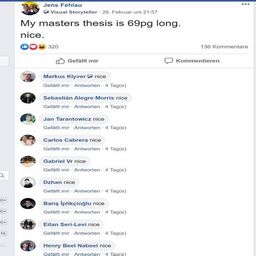 Jens Fehlau
Visual Storyteller · 26. Februar um 21:57
My masters thesis is 69pg long.
nice.
320
136 Kommentare
Gefällt mir
Kommentieren
Markus Klyver nice
Gefällt mir · Antworten · 4 Tag(e)
Sebastián Alegre Morris nice
Gefällt mir · Antworten · 4 Tag(e)
Jan Tarantowicz nice
Gefällt mir · Antworten · 4 Tag(e)
Carlos Cabrera nice
Gefällt mir · Antworten · 4 Tag(e)
Gabriel Vr nice
Gefällt mir · Antworten · 4 Tag(e)
Dzhan nice
Gefällt mir · Antworten · 4 Tag(e)
Barış İplikçioğlu nice
Gefällt mir · Antworten · 4 Tag(e)
Eitan Seri-Levi nice
Gefällt mir · Antworten · 4 Tag(e)
Henry Beel Nabeel nice
Gefällt mir · Antworten · 4 Tag(e)